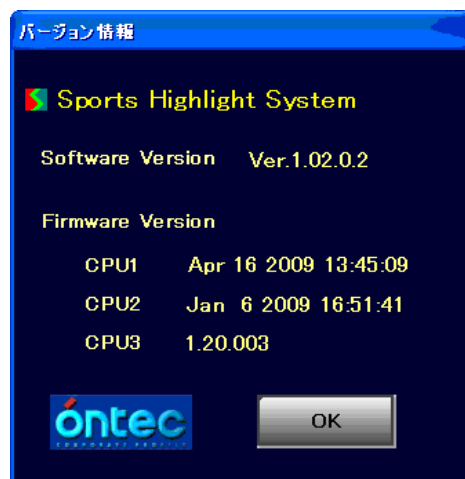 バージョン情報
Sports Highlight System
Software Version Ver.1.02.0.2
Firmware Version
CPU1 Apr 16 2009 13:45:09
CPU2 Jan 6 2009 16:51:41
CPU3 1.20.003
óntec
CORPORATE PROFILE
OK